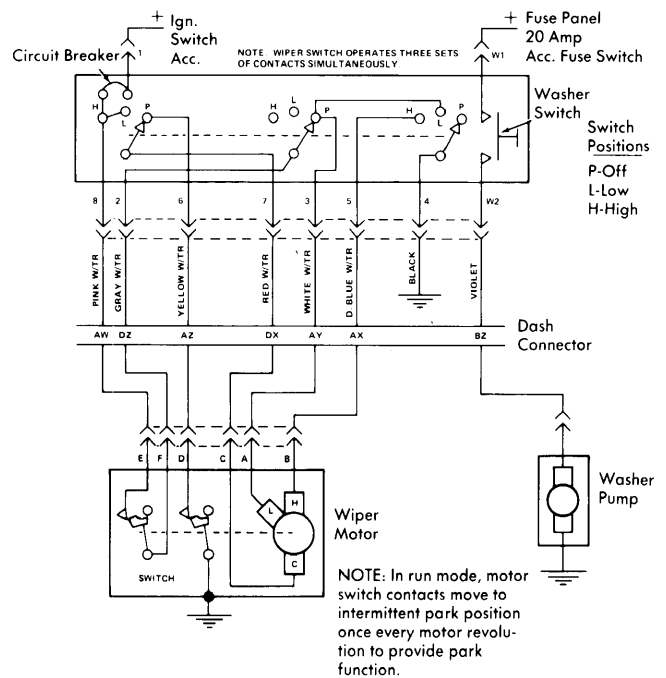 + Ign.
Switch
Acc.
+ Fuse Panel
20 Amp
Acc. Fuse Switch
Circuit Breaker
1
NOTE: WIPER SWITCH OPERATES THREE SETS
OF CONTACTS SIMULTANEOUSLY.
W1
H
L
P
H
L
P
H
L
P
Washer
Switch
Switch
Positions
P-Off
L-Low
H-High
8 2 6 7 3 5 4 W2
PINK W/TR
GRAY W/TR
YELLOW W/TR
RED W/TR
WHITE W/TR
D. BLUE W/TR
BLACK
VIOLET
Dash
Connector
AW DZ AZ DX AY AX BZ
E F D C A B
L
H
C
SWITCH
Wiper
Motor
Washer
Pump
NOTE: In run mode, motor
switch contacts move to
intermittent park position
once every motor revolu-
tion to provide park
function.